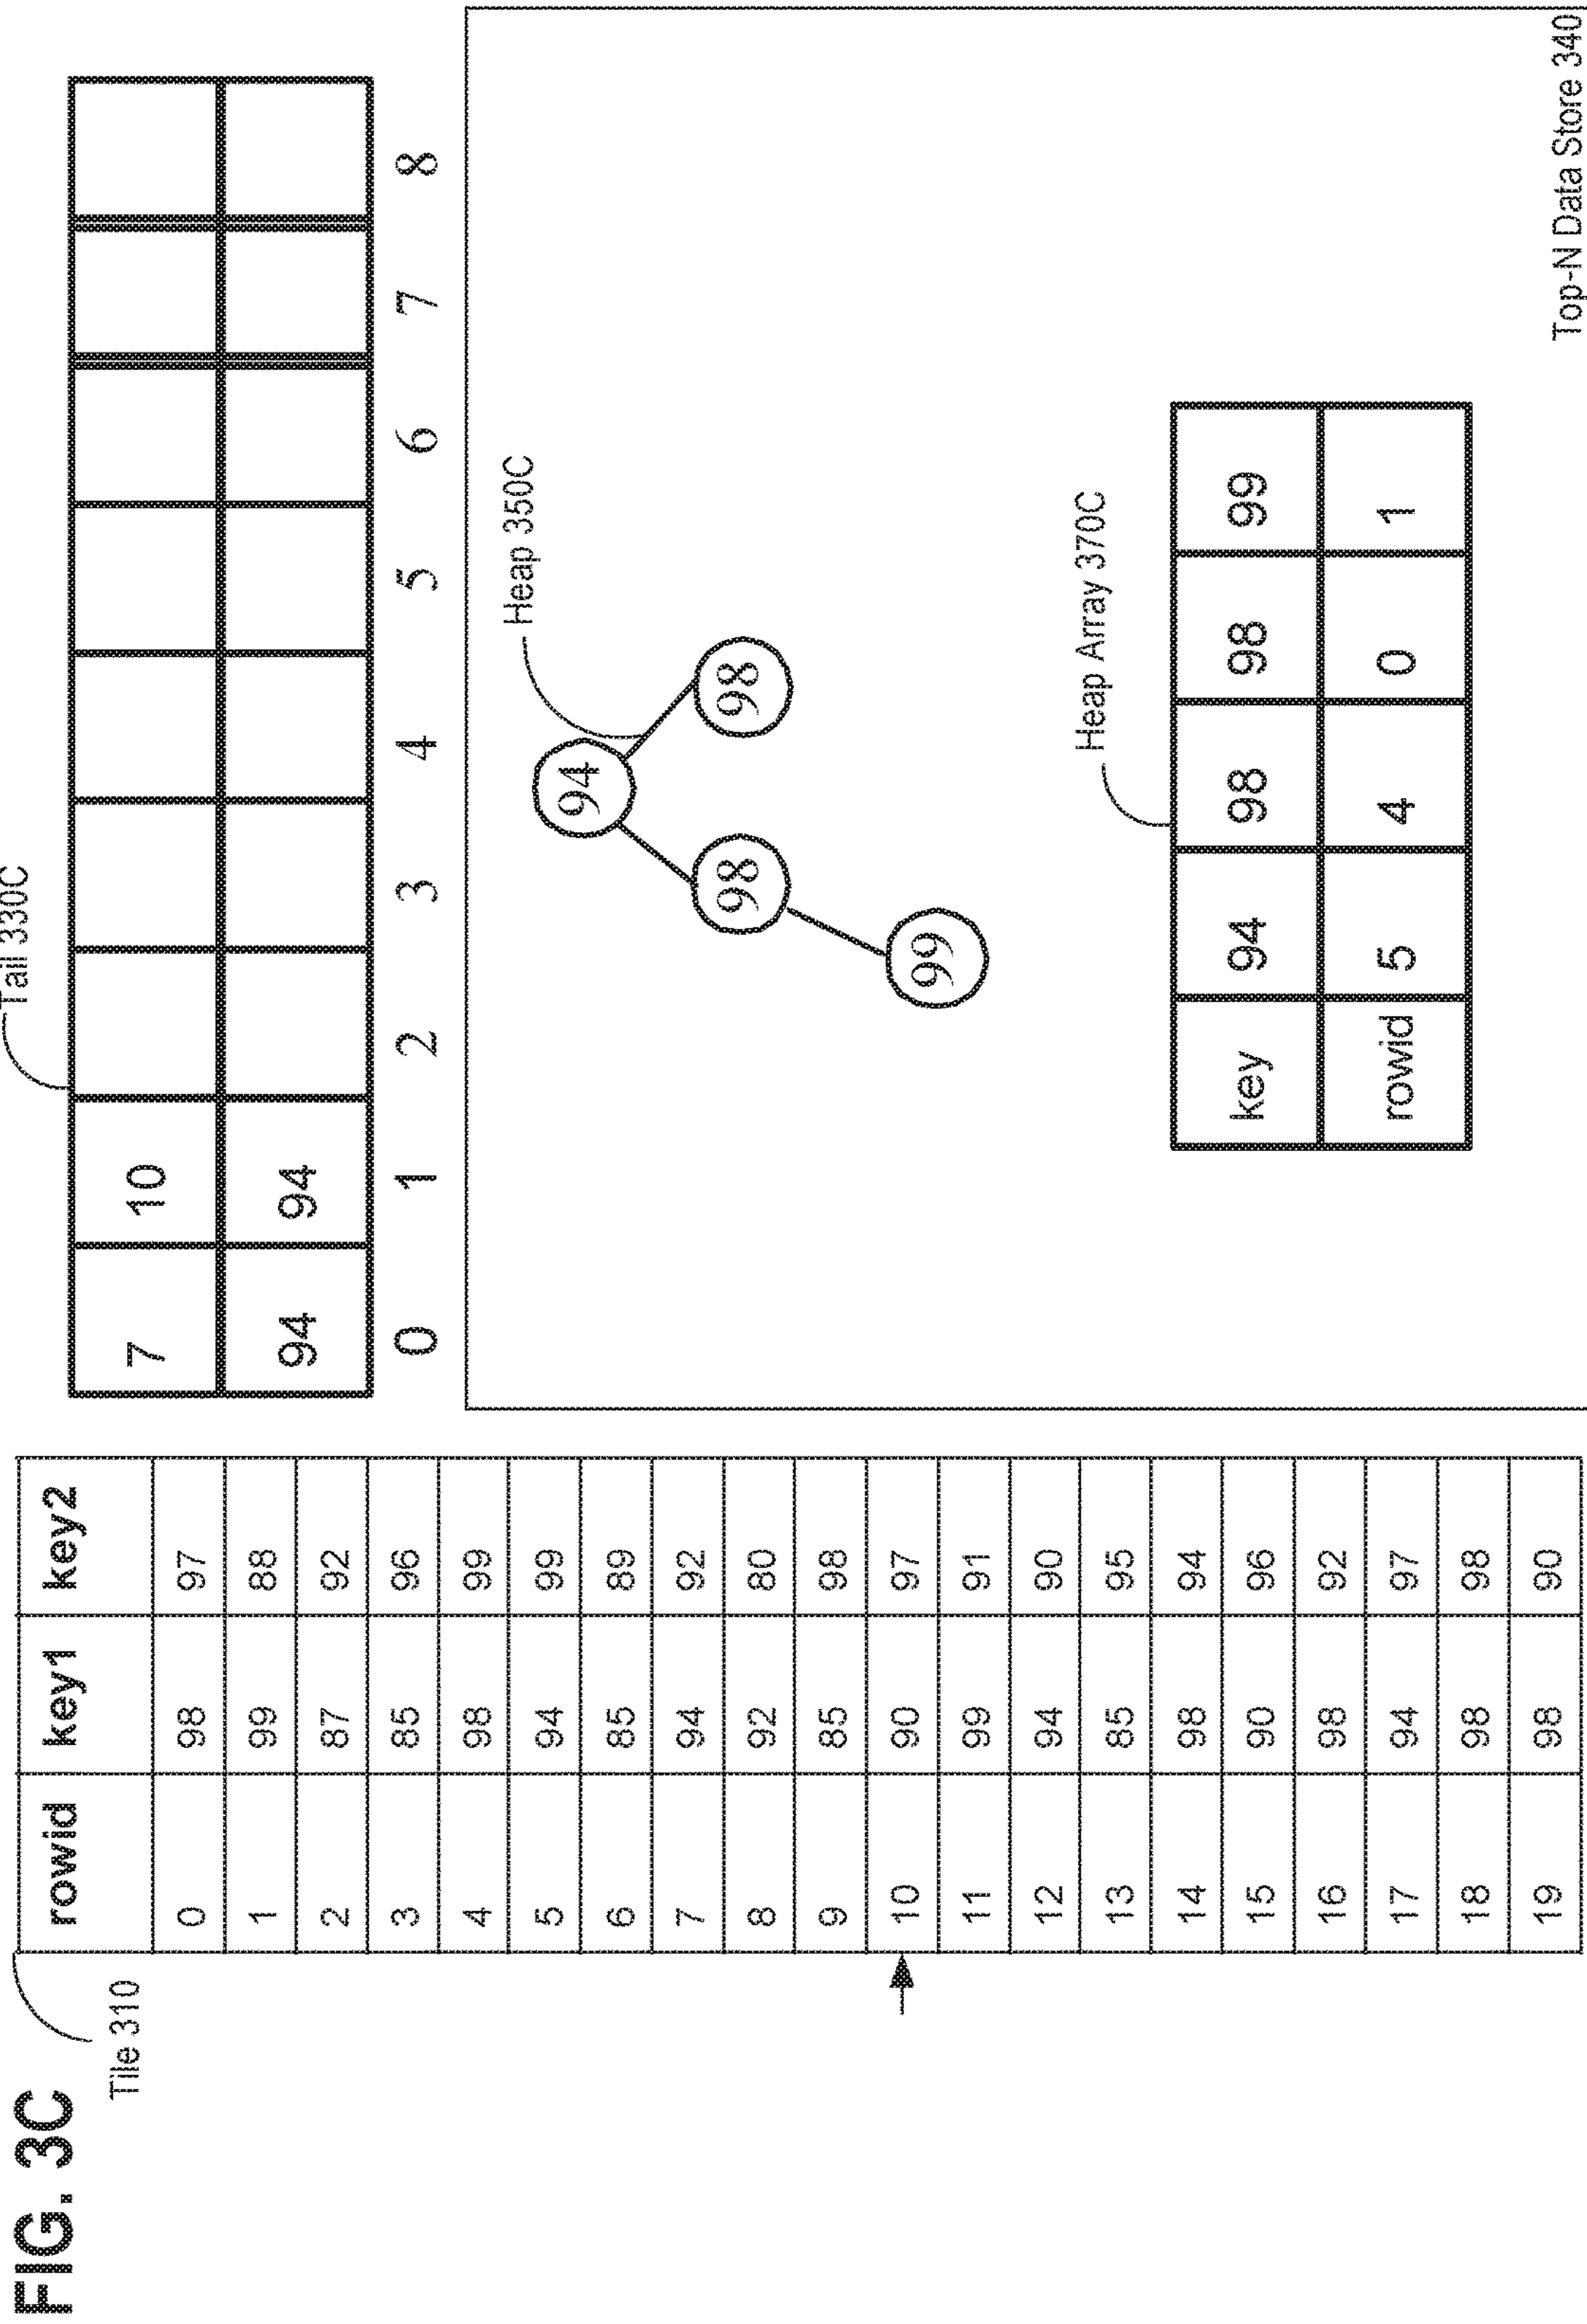 FIG. 3C
Tile 310
rowid key1 key2
0 98 97
1 99 88
2 87 92
3 85 96
4 98 99
5 94 99
6 85 89
7 94 92
8 92 80
9 85 98
10 90 97
11 99 91
12 94 90
13 85 95
14 98 94
15 90 96
16 98 92
17 94 97
18 98 98
19 98 90
Tail 330C
7 10
94 94
0 1 2 3 4 5 6 7 8
Heap 350C
94
98 98
99
Heap Array 370C
key 94 98 98 99
rowid 5 4 0 1
Top-N Data Store 340